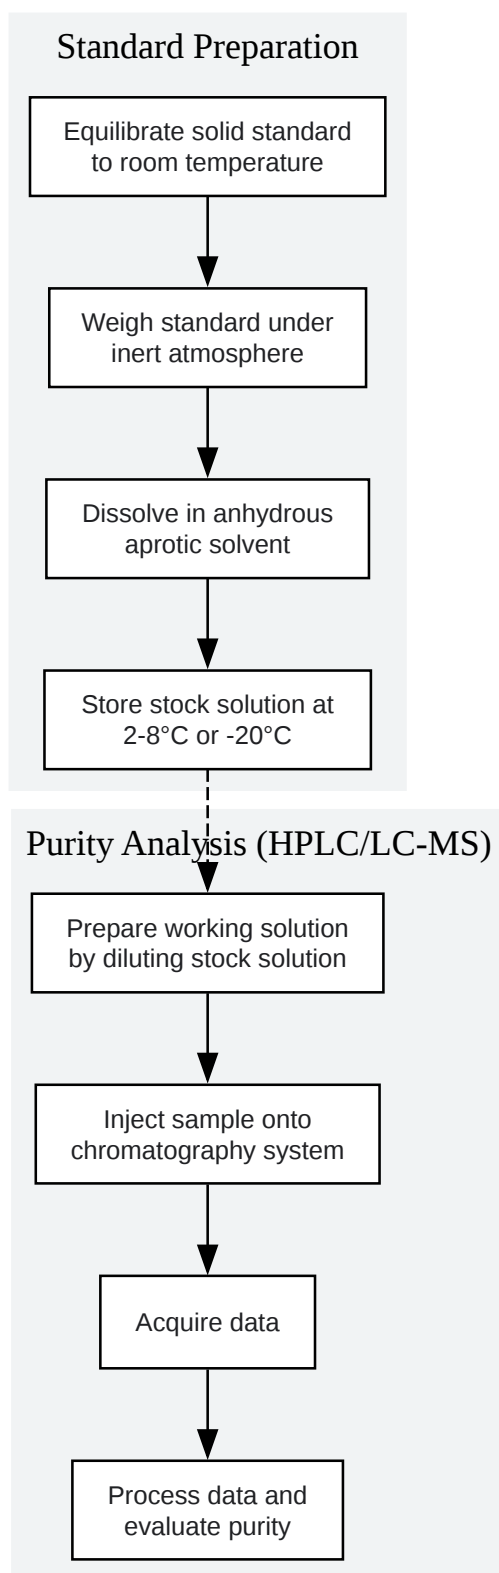 Standard Preparation
Equilibrate solid standard
to room temperature
Weigh standard under
inert atmosphere
Dissolve in anhydrous
aprotic solvent
Store stock solution at
2-8°C or -20°C
Purity Analysis (HPLC/LC-MS)
Prepare working solution
by diluting stock solution
Inject sample onto
chromatography system
Acquire data
Process data and
evaluate purity